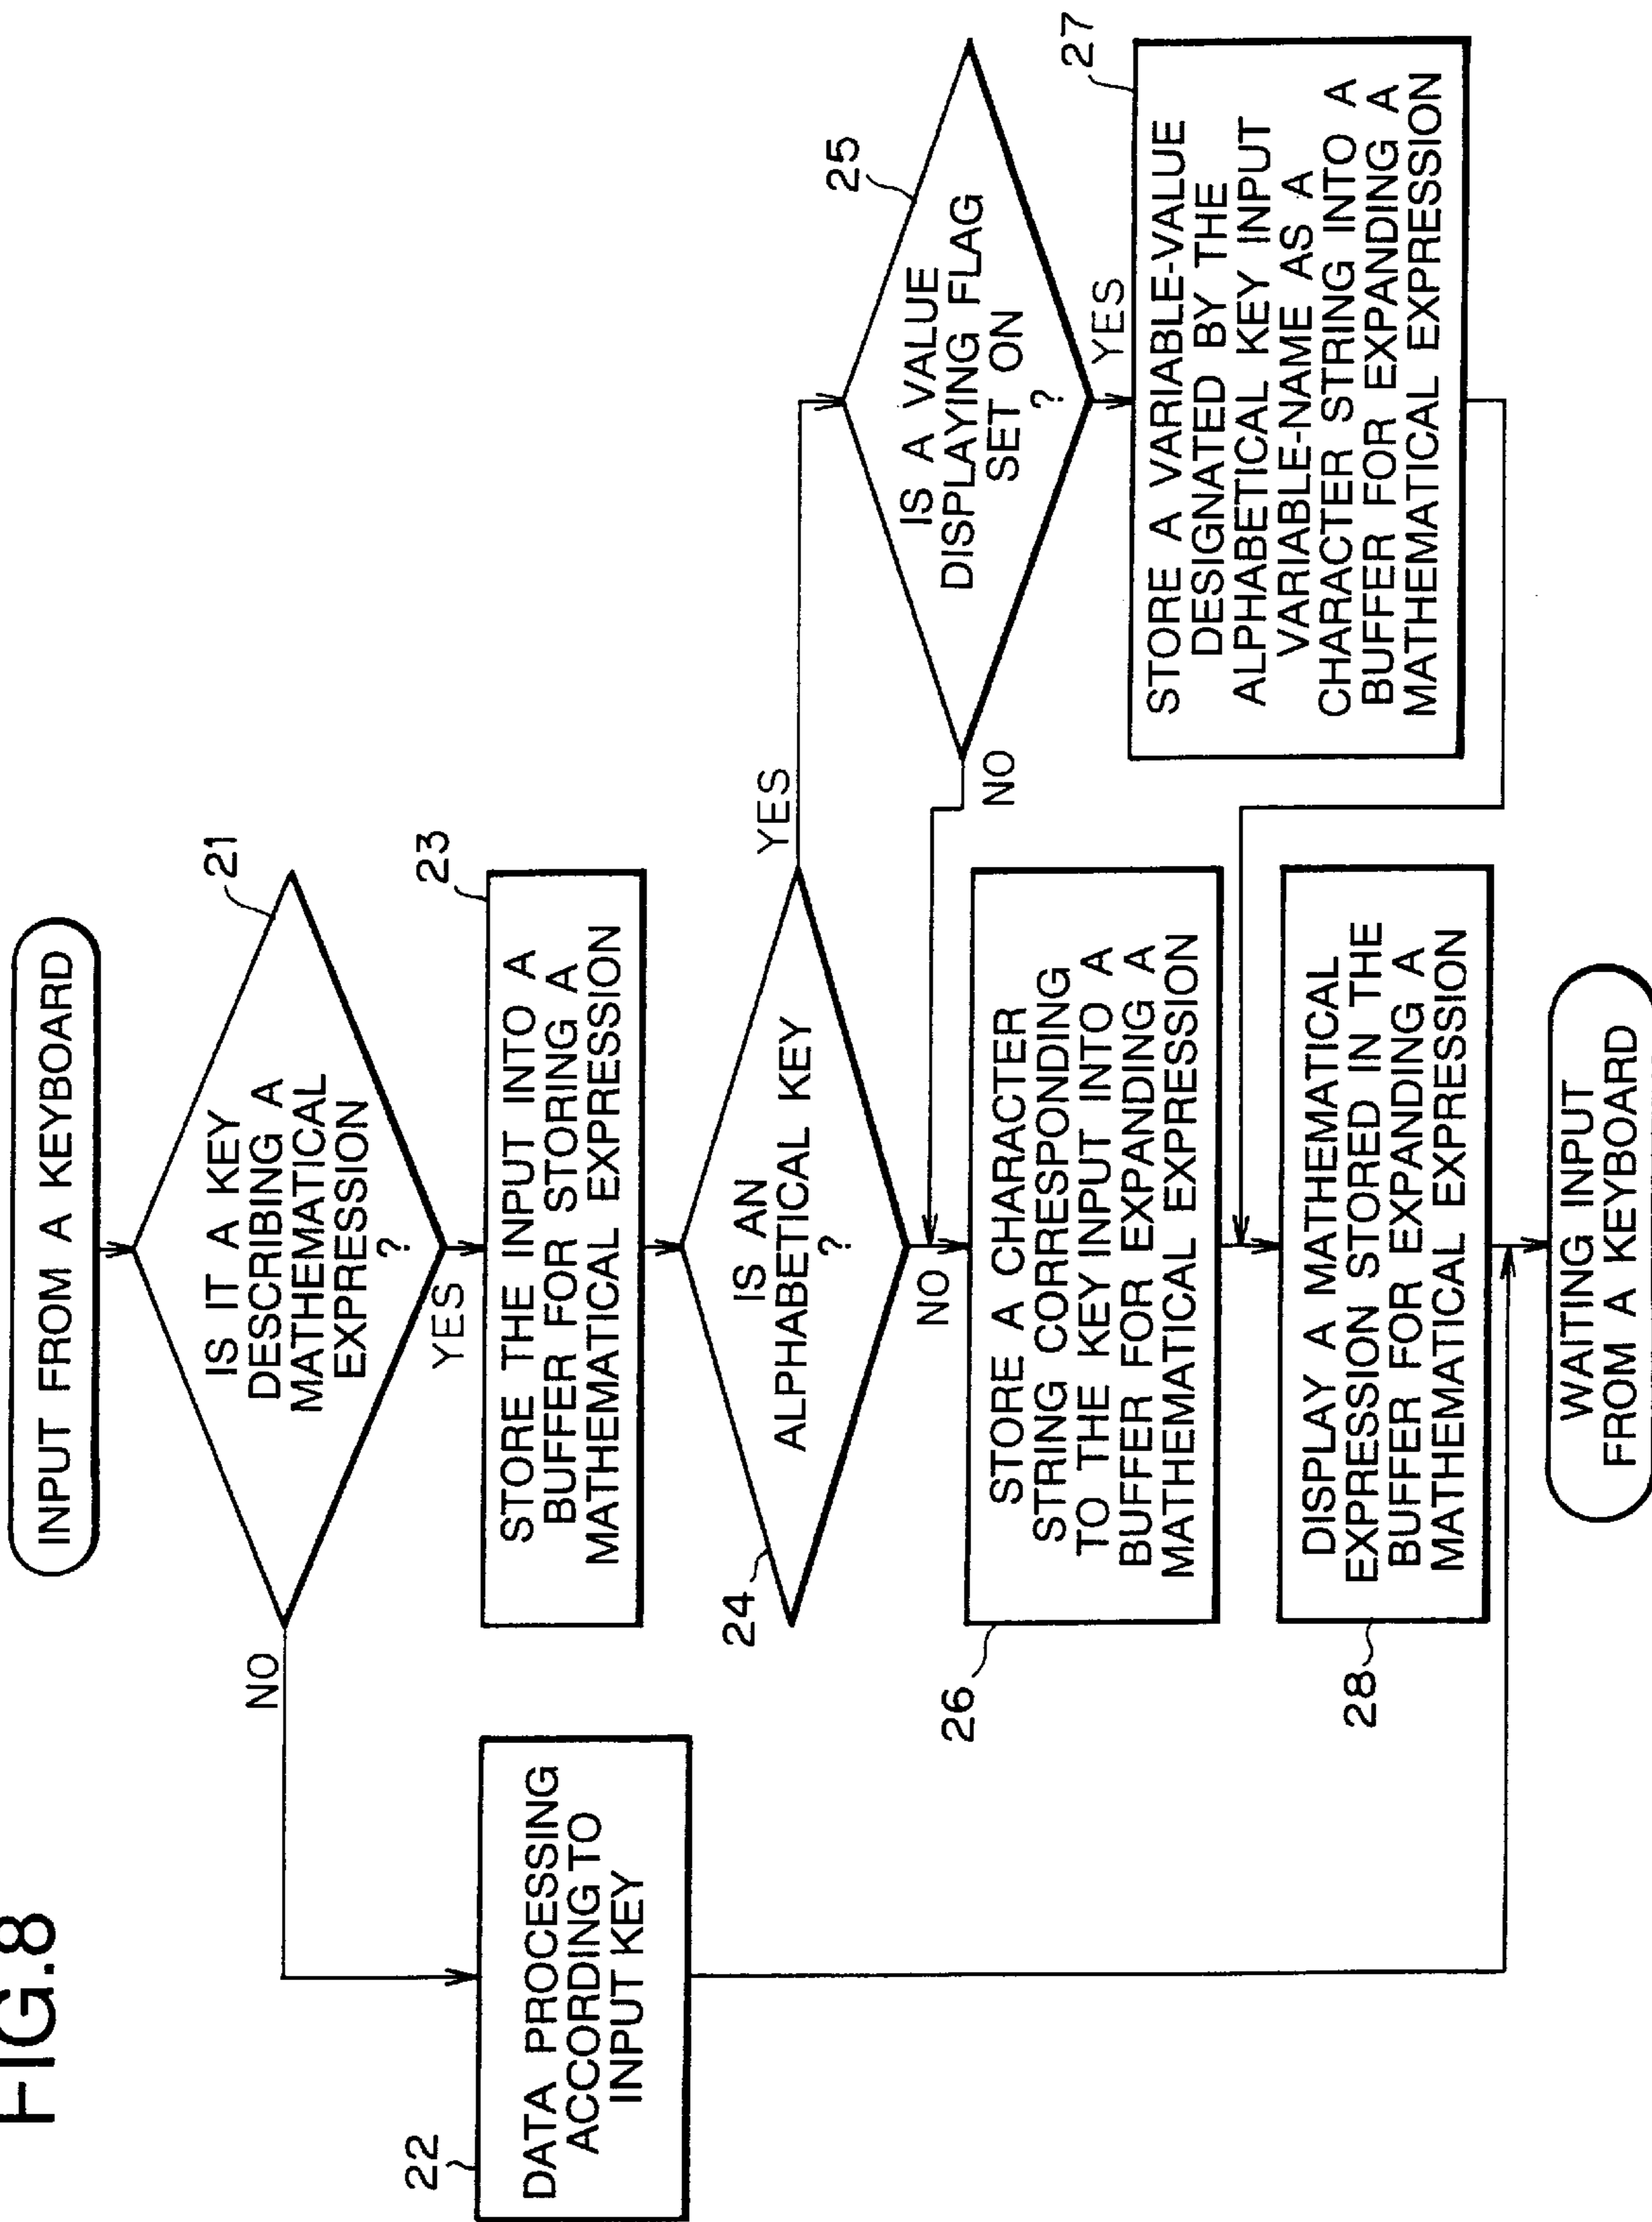 FIG.8
INPUT FROM A KEYBOARD
21
IS IT A KEY
DESCRIBING A
MATHEMATICAL
EXPRESSION
?
NO
YES
22
DATA PROCESSING
ACCORDING TO
INPUT KEY
23
STORE THE INPUT INTO A
BUFFER FOR STORING A
MATHEMATICAL EXPRESSION
24
IS AN
ALPHABETICAL KEY
?
YES
NO
25
IS A VALUE
DISPLAYING FLAG
SET ON
?
NO
YES
26
STORE A CHARACTER
STRING CORRESPONDING
TO THE KEY INPUT INTO A
BUFFER FOR EXPANDING A
MATHEMATICAL EXPRESSION
27
STORE A VARIABLE-VALUE
DESIGNATED BY THE
ALPHABETICAL KEY INPUT
VARIABLE-NAME AS A
CHARACTER STRING INTO A
BUFFER FOR EXPANDING A
MATHEMATICAL EXPRESSION
28
DISPLAY A MATHEMATICAL
EXPRESSION STORED IN THE
BUFFER FOR EXPANDING A
MATHEMATICAL EXPRESSION
WAITING INPUT
FROM A KEYBOARD